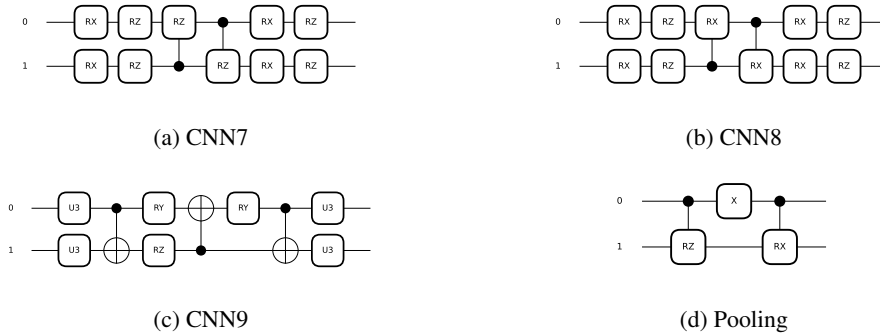 0 RX RZ RZ RX RZ
1 RX RZ RZ RX RZ
(a) CNN7
0 RX RZ RX RX RZ
1 RX RZ RX RX RZ
(b) CNN8
0 U3 RY RY U3
1 U3 RZ U3
(c) CNN9
0 X
1 RZ RX
(d) Pooling